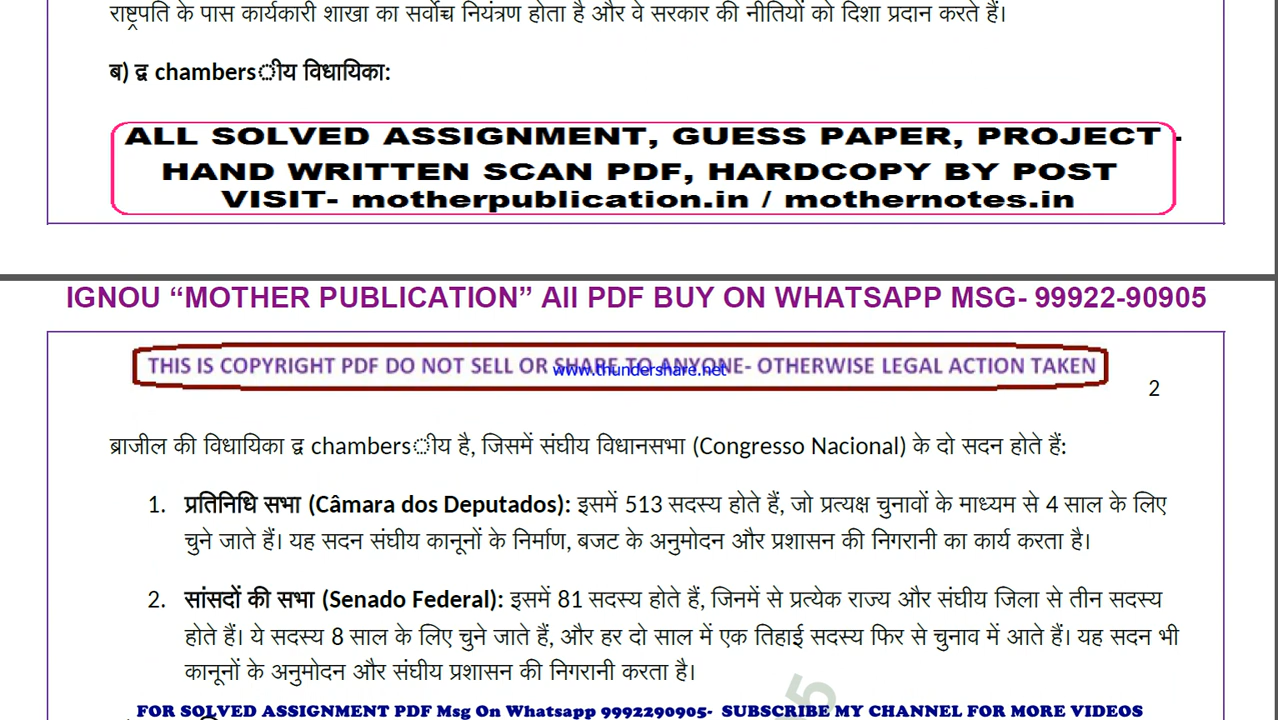 राष्ट्रपति के पास कार्यकारी शाखा का सर्वोच्च नियंत्रण होता है और वे सरकार की नीतियों को दिशा प्रदान करते हैं।
ब) द्व chambersीय विधायिका:
ALL SOLVED ASSIGNMENT, GUESS PAPER, PROJECT -
HAND WRITTEN SCAN PDF, HARDCOPY BY POST
VISIT- motherpublication.in / mothernotes.in
IGNOU “MOTHER PUBLICATION” All PDF BUY ON WHATSAPP MSG- 99922-90905
THIS IS COPYRIGHT PDF DO NOT SELL OR SHARE TO ANYONE- OTHERWISE LEGAL ACTION TAKEN
www.thundershare.net
2
ब्राजील की विधायिका द्व chambersीय है, जिसमें संघीय विधानसभा (Congresso Nacional) के दो सदन होते हैं:
1. प्रतिनिधि सभा (Câmara dos Deputados): इसमें 513 सदस्य होते हैं, जो प्रत्यक्ष चुनावों के माध्यम से 4 साल के लिए
चुने जाते हैं। यह सदन संघीय कानूनों के निर्माण, बजट के अनुमोदन और प्रशासन की निगरानी का कार्य करता है।
2. सांसदों की सभा (Senado Federal): इसमें 81 सदस्य होते हैं, जिनमें से प्रत्येक राज्य और संघीय जिला से तीन सदस्य
होते हैं। ये सदस्य 8 साल के लिए चुने जाते हैं, और हर दो साल में एक तिहाई सदस्य फिर से चुनाव में आते हैं। यह सदन भी
कानूनों के अनुमोदन और संघीय प्रशासन की निगरानी करता है।
FOR SOLVED ASSIGNMENT PDF Msg On Whatsapp 9992290905- SUBSCRIBE MY CHANNEL FOR MORE VIDEOS